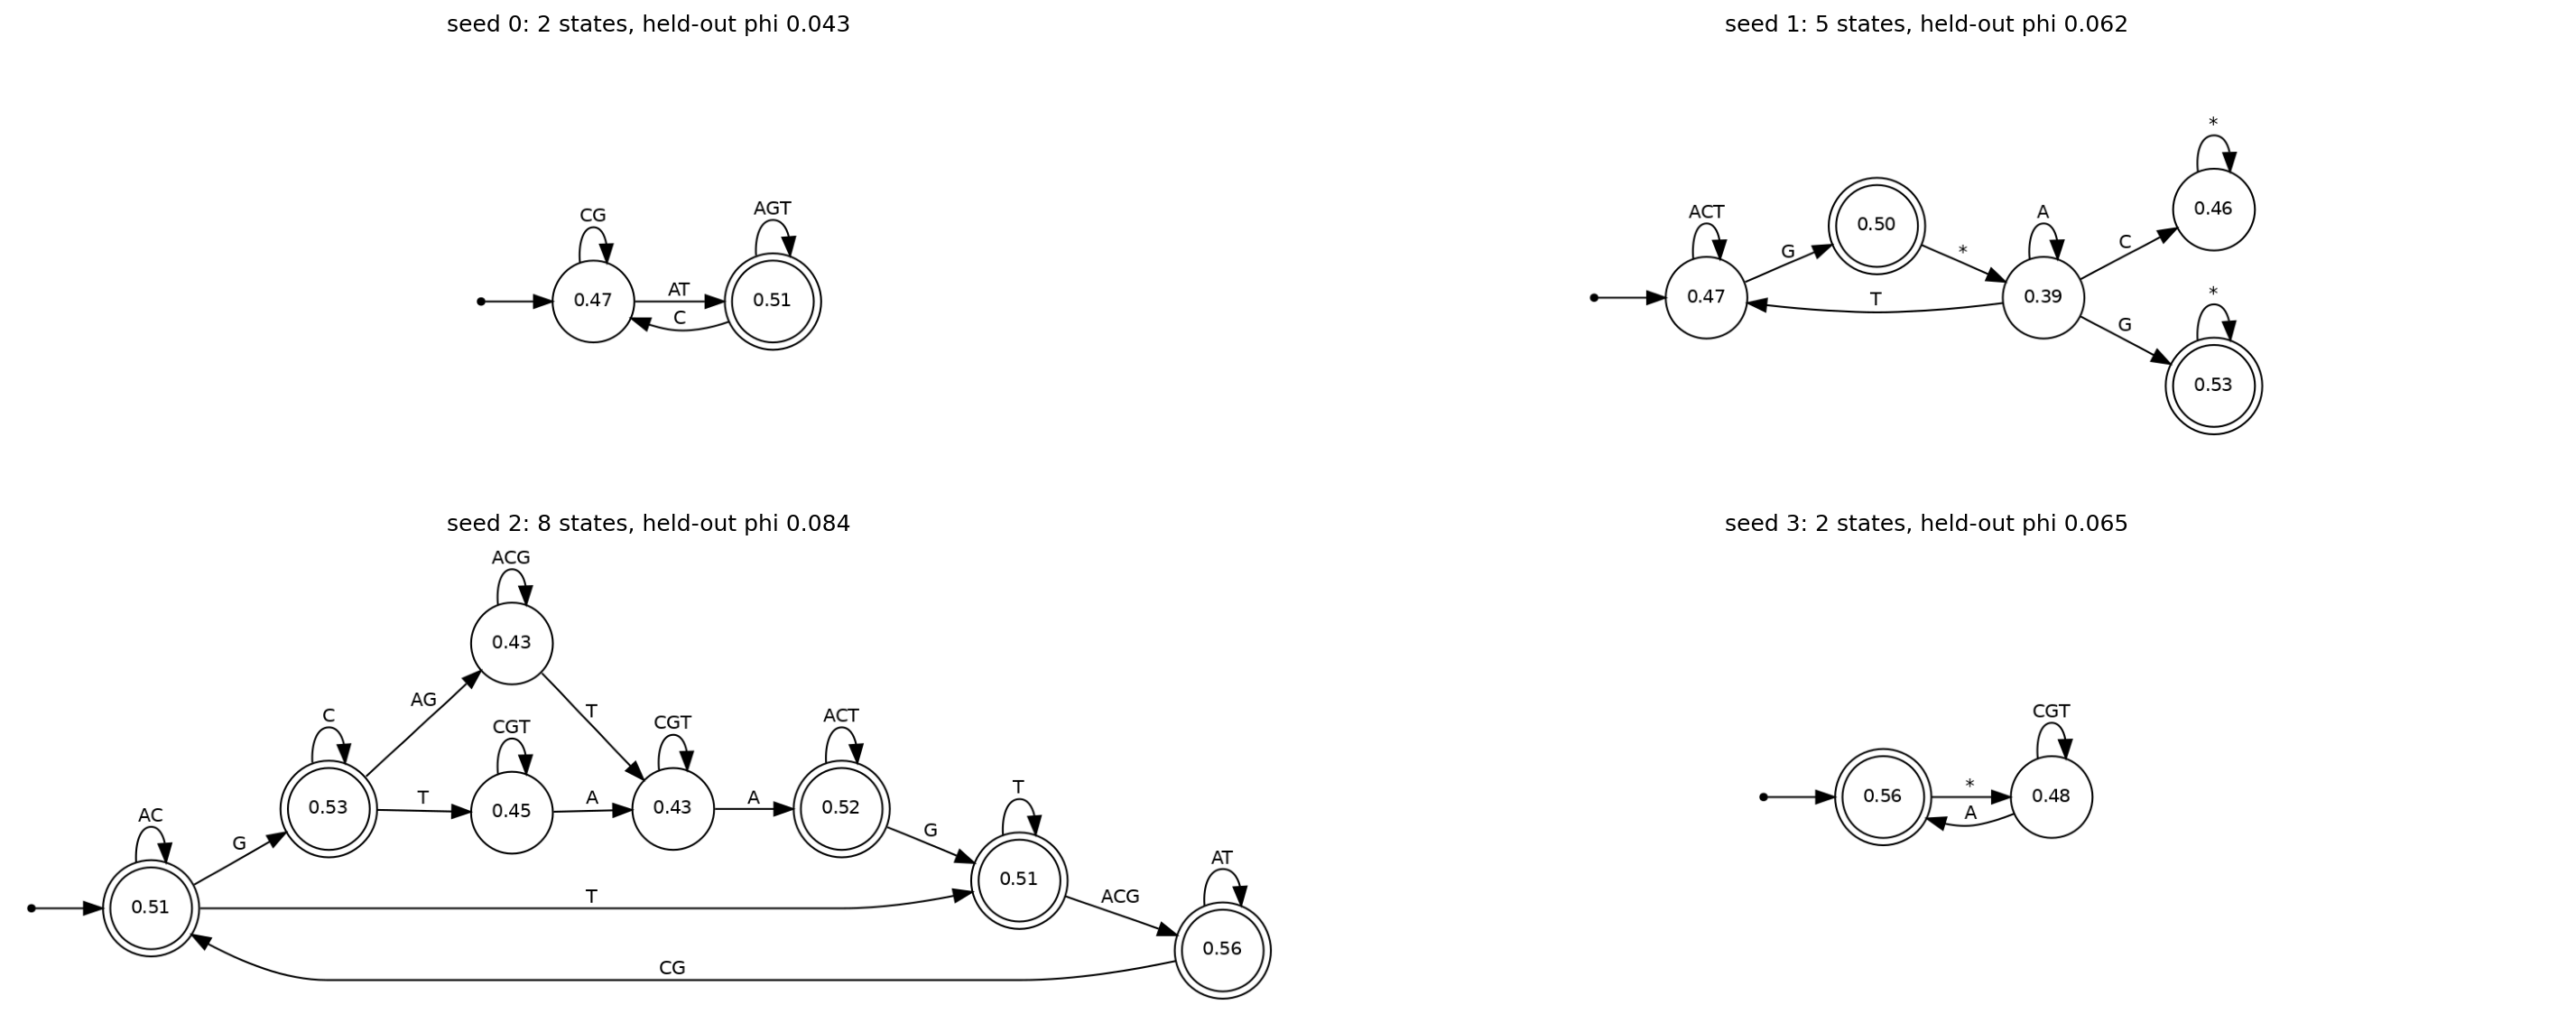 seed 0: 2 states, held-out phi 0.043
CG
AGT
0.47
AT
C
0.51
seed 1: 5 states, held-out phi 0.062
*
ACT
G
0.50
*
A
C
0.46
*
0.47
T
0.39
G
0.53
seed 2: 8 states, held-out phi 0.084
ACG
0.43
AG
T
C
CGT
CGT
ACT
0.53
T
0.45
A
0.43
A
0.52
T
AC
G
G
0.51
AT
0.51
T
ACG
0.56
CG
seed 3: 2 states, held-out phi 0.065
CGT
0.56
*
A
0.48